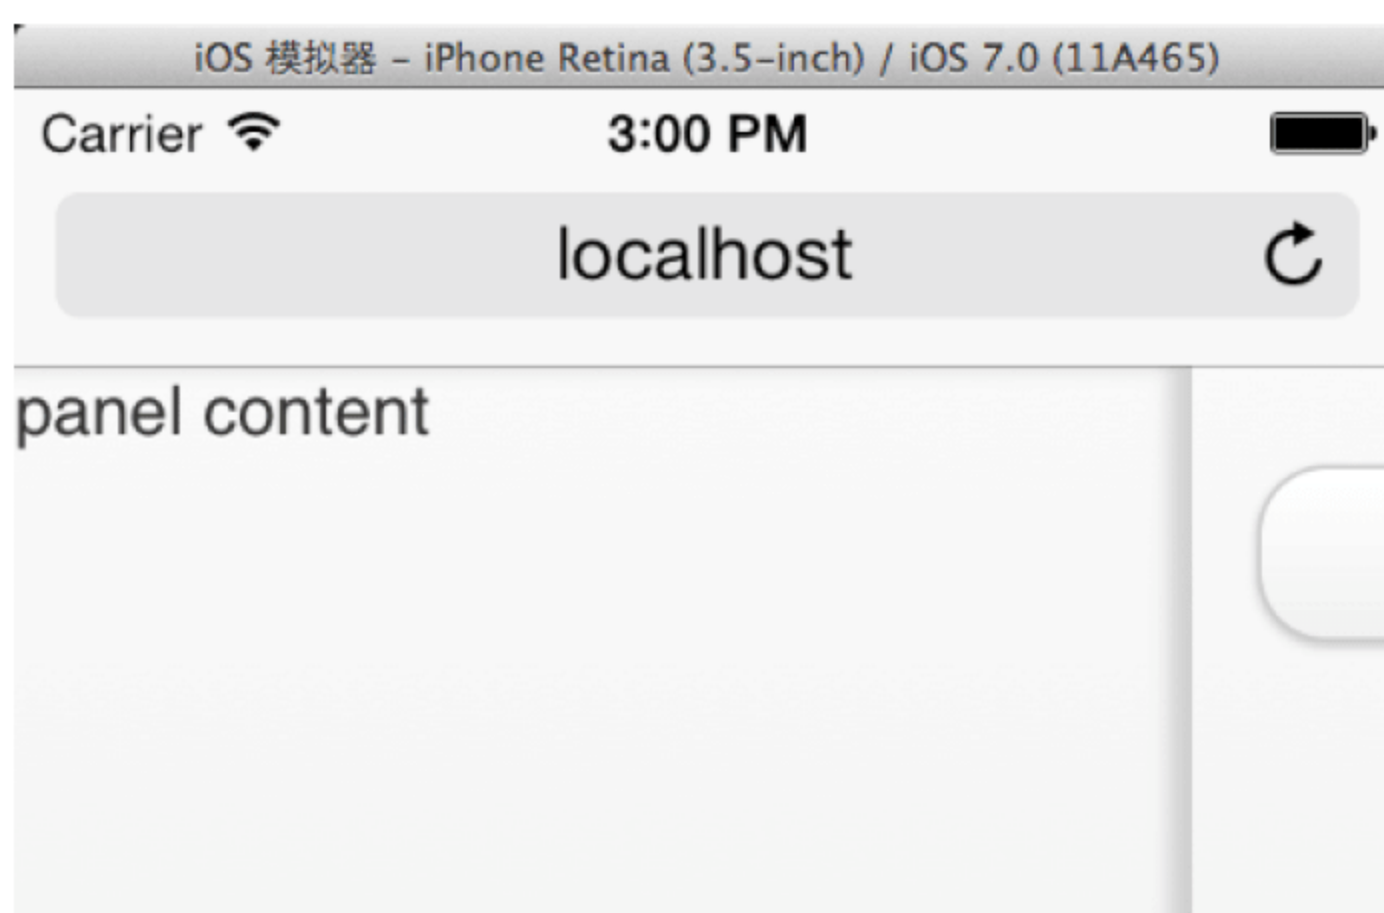 iOS 模拟器 – iPhone Retina (3.5-inch) / iOS 7.0 (11A465)
Carrier 3:00 PM
localhost
panel content